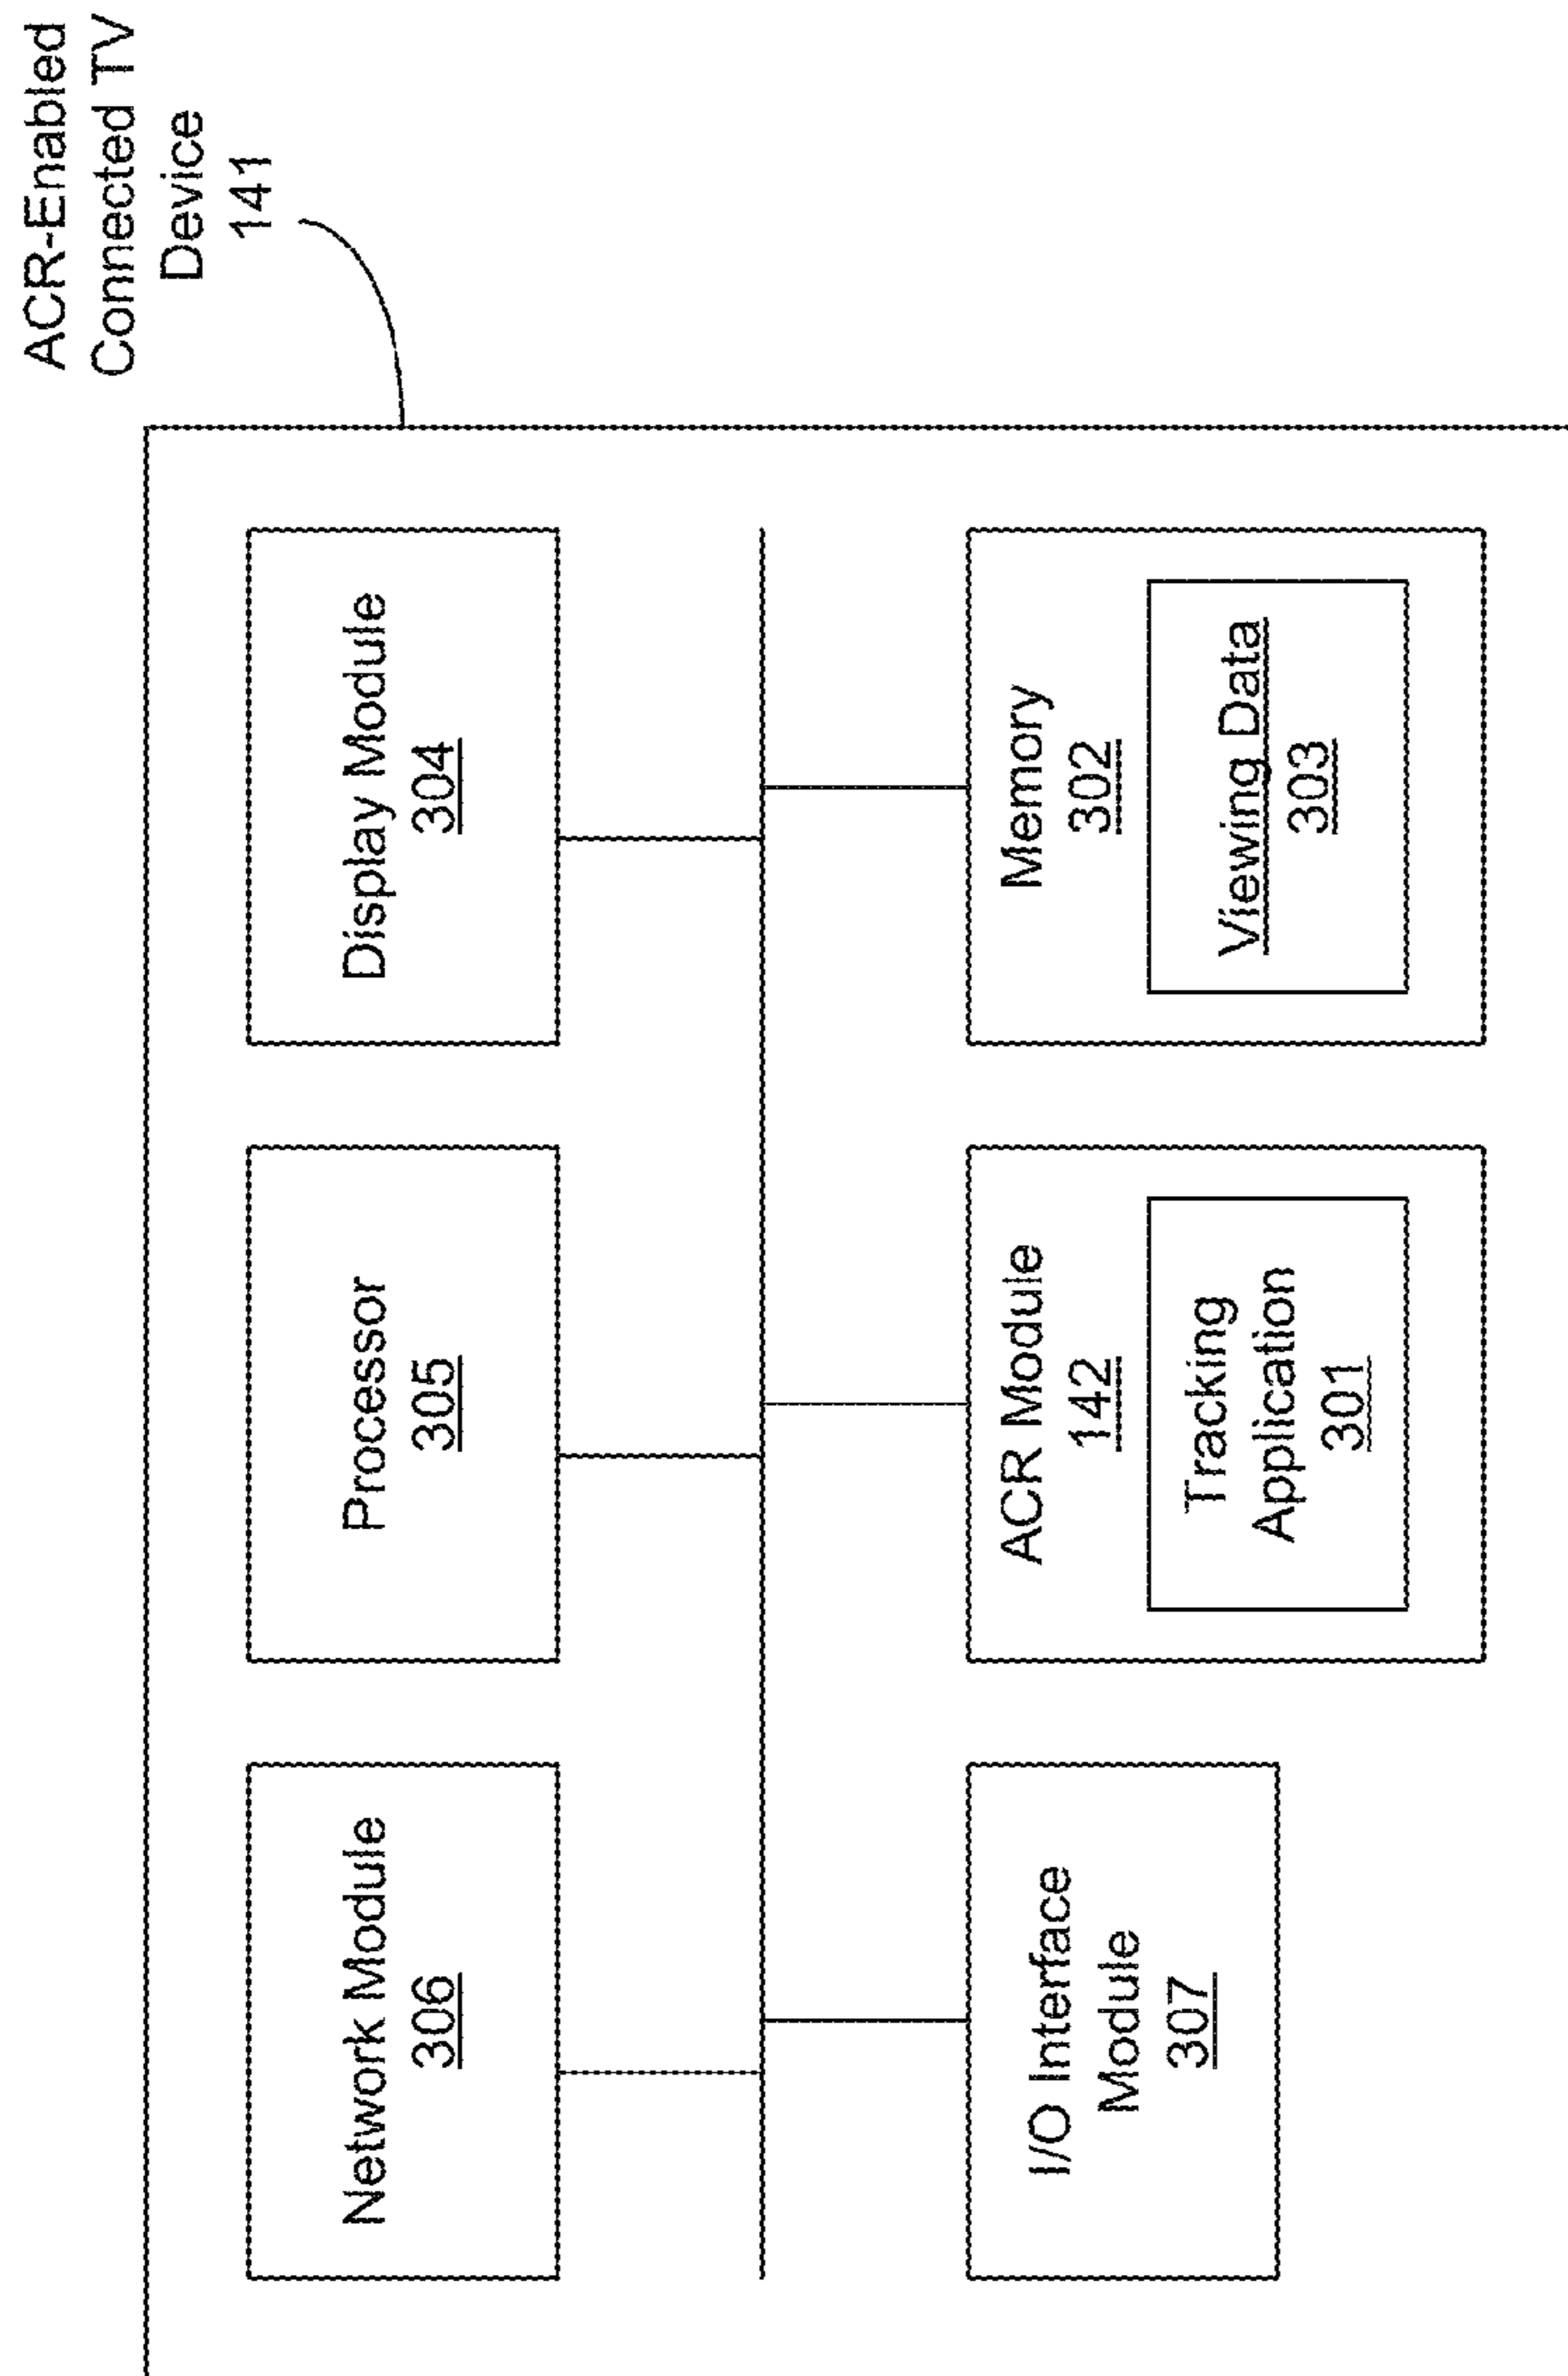 ACR-Enabled
Connected TV
Device
141
Network Module
306
Processor
305
Display Module
304
I/O Interface
Module
307
ACR Module
142
Tracking
Application
301
Memory
302
Viewing Data
303